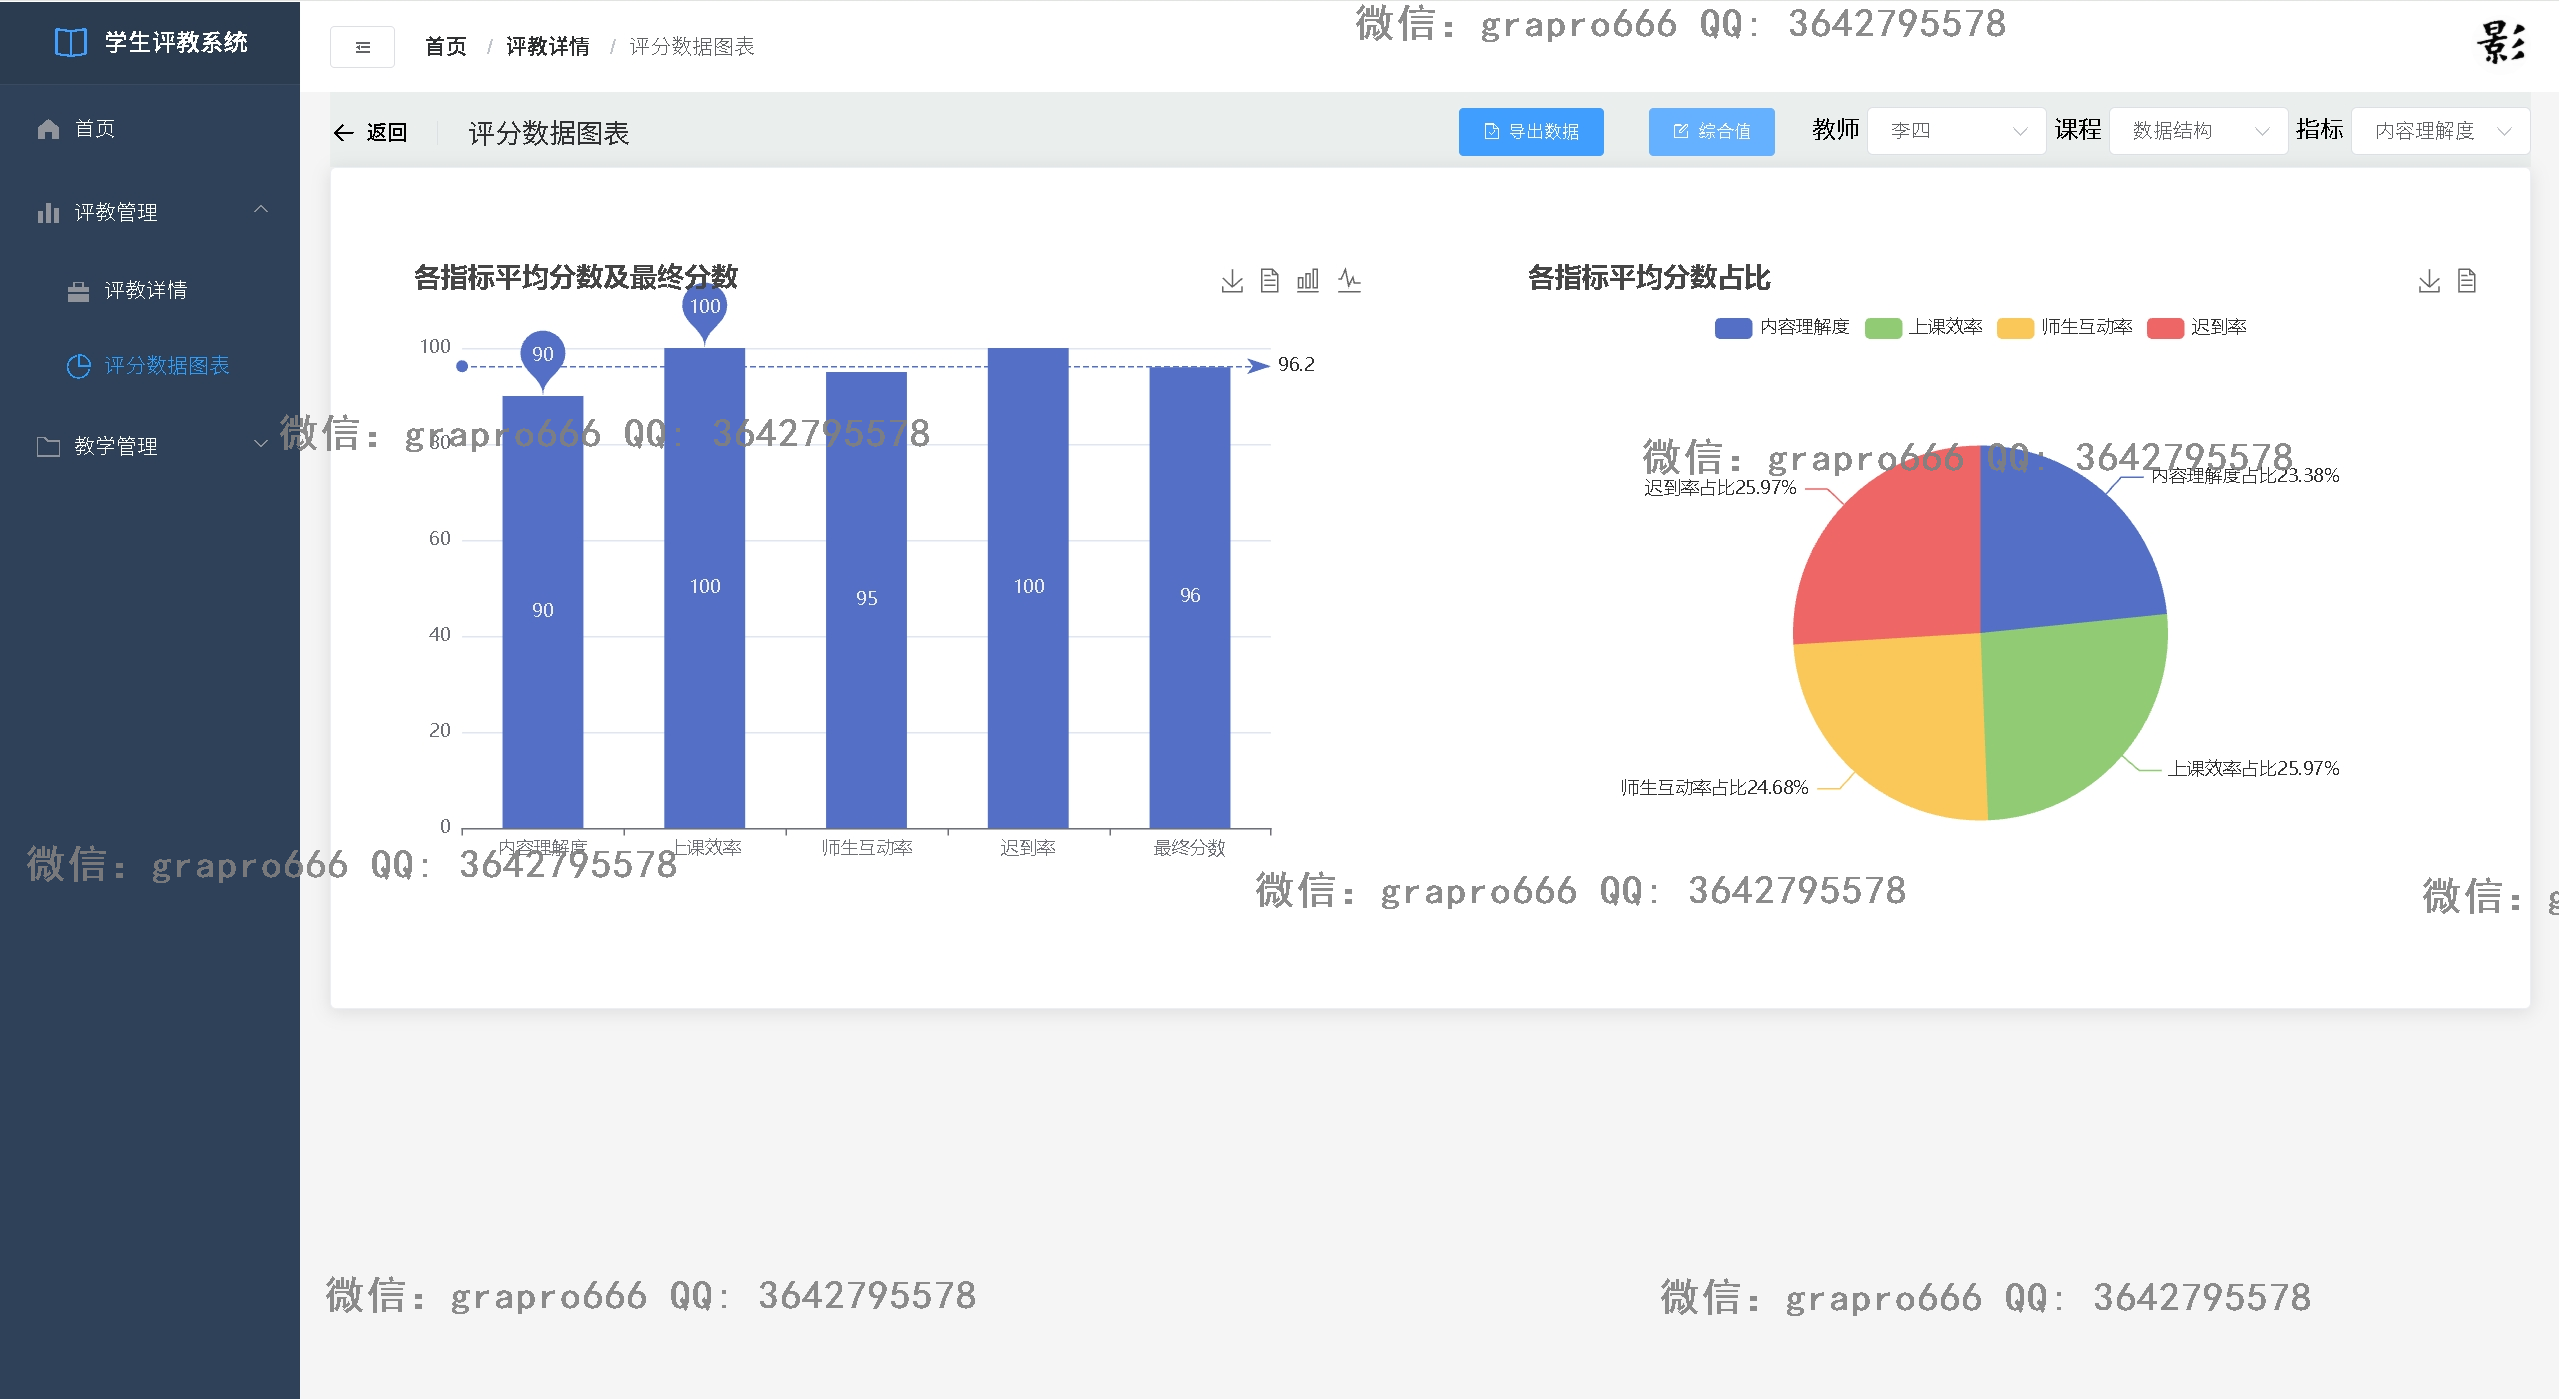 学生评教系统
首页 / 评教详情 / 评分数据图表
微信：grapro666 QQ: 3642795578
影
首页
评教管理
评教详情
评分数据图表
教学管理
返回
评分数据图表
导出数据
综合值
教师 李四
课程 数据结构
指标 内容理解度
各指标平均分数及最终分数
100
90
100
96.2
80
60
40
20
0
90
100
95
100
96
内容理解度
上课效率
师生互动率
迟到率
最终分数
微信：grapro666 QQ: 3642795578
各指标平均分数占比
内容理解度 上课效率 师生互动率 迟到率
微信：grapro666 QQ: 3642795578
内容理解度占比23.38%
迟到率占比25.97%
师生互动率占比24.68%
上课效率占比25.97%
微信：grapro666 QQ: 3642795578
微信：grapro666 QQ: 3642795578
微信：g
微信：grapro666 QQ: 3642795578
微信：grapro666 QQ: 3642795578